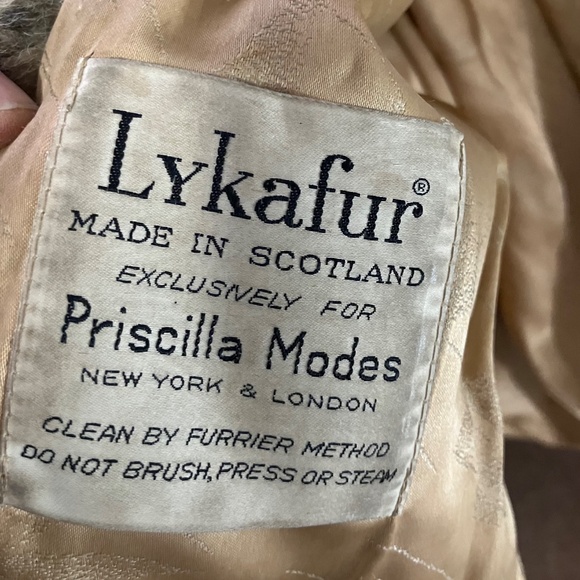 Lykafur®
MADE IN SCOTLAND
EXCLUSIVELY FOR
Priscilla Modes
NEW YORK & LONDON
CLEAN BY FURRIER METHOD
DO NOT BRUSH, PRESS OR STEAM